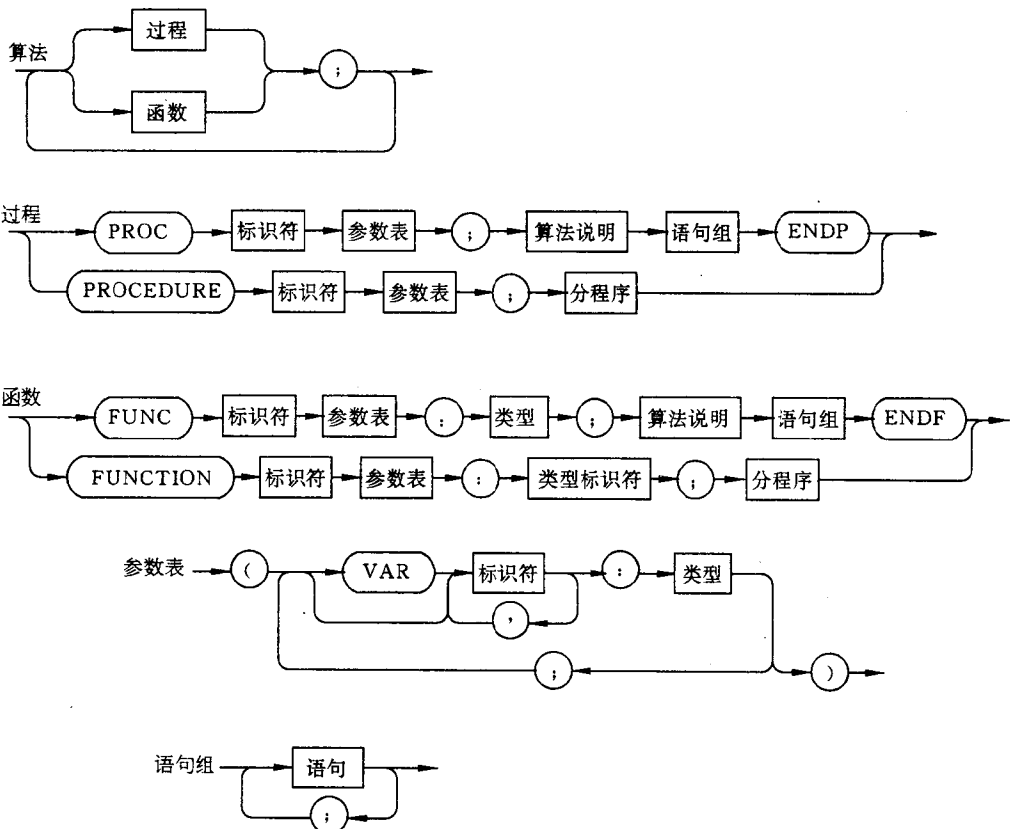 过程
算法
;
函数
过程
PROC 标识符 参数表 ; 算法说明 语句组 ENDP
PROCEDURE 标识符 参数表 ; 分程序
函数
FUNC 标识符 参数表 : 类型 ; 算法说明 语句组 ENDF
FUNCTION 标识符 参数表 : 类型标识符 ; 分程序
参数表 ( VAR 标识符 : 类型
,
; )
语句组 语句
;